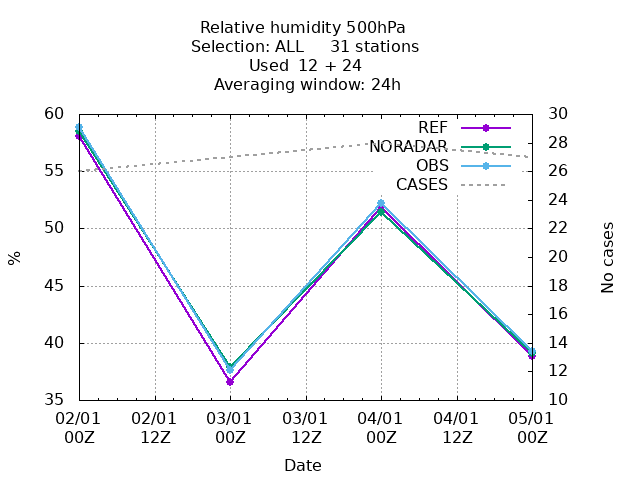 Relative humidity 500hPa
Selection: ALL     31 stations
Used  12 + 24
Averaging window: 24h
60
55
50
45
40
35
%
30
28
26
24
22
20
18
16
14
12
10
No cases
REF
NORADAR
OBS
CASES
02/01 02/01 03/01 03/01 04/01 04/01 05/01
00Z 12Z 00Z 12Z 00Z 12Z 00Z
Date